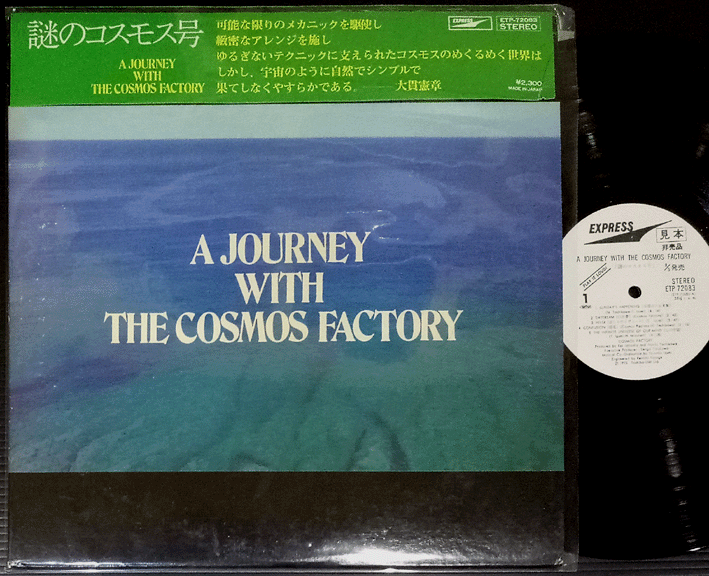 謎のコスモス号
A JOURNEY
WITH
THE COSMOS FACTORY
可能な限りのメカニックを駆使し
緻密なアレンジを施し
ゆるぎないテクニックに支えられたコスモスのめくるめく世界は
しかし、宇宙のように自然でシンプルで
果てしなくやすらかである。 大貫憲章
EXPRESS
ETP-72083
STEREO
¥2,300
MADE IN JAPAN
A JOURNEY
WITH
THE COSMOS FACTORY
EXPRESS
見本
非売品
A JOURNEY WITH THE COSMOS FACTORY
発売
PLAY IT LOUD
STEREO
ETP-72083
1
COSMOS FACTORY